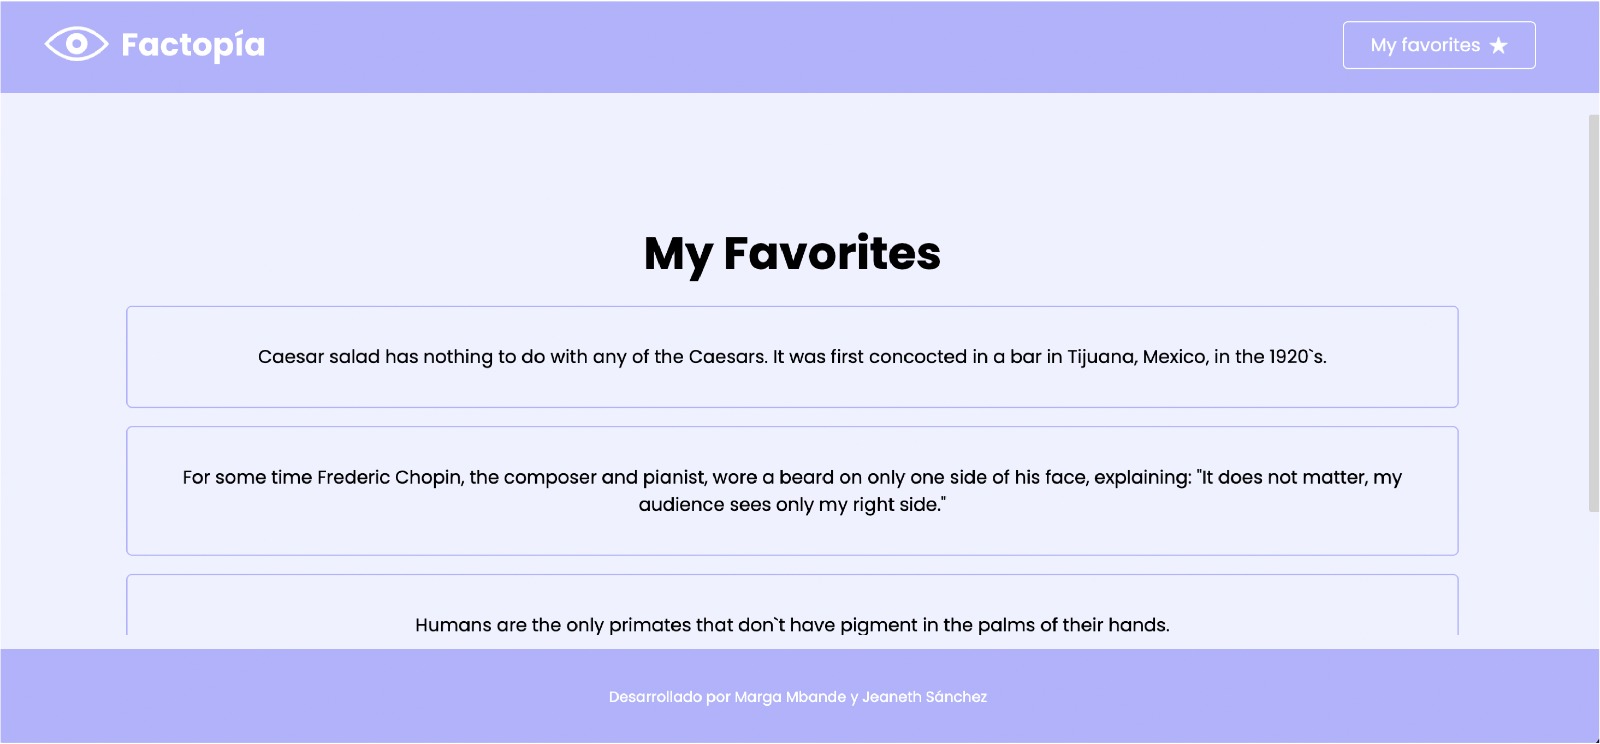 Factopía
My favorites ★
My Favorites
Caesar salad has nothing to do with any of the Caesars. It was first concocted in a bar in Tijuana, Mexico, in the 1920`s.
For some time Frederic Chopin, the composer and pianist, wore a beard on only one side of his face, explaining: "It does not matter, my
audience sees only my right side."
Humans are the only primates that don`t have pigment in the palms of their hands.
Desarrollado por Marga Mbande y Jeaneth Sánchez